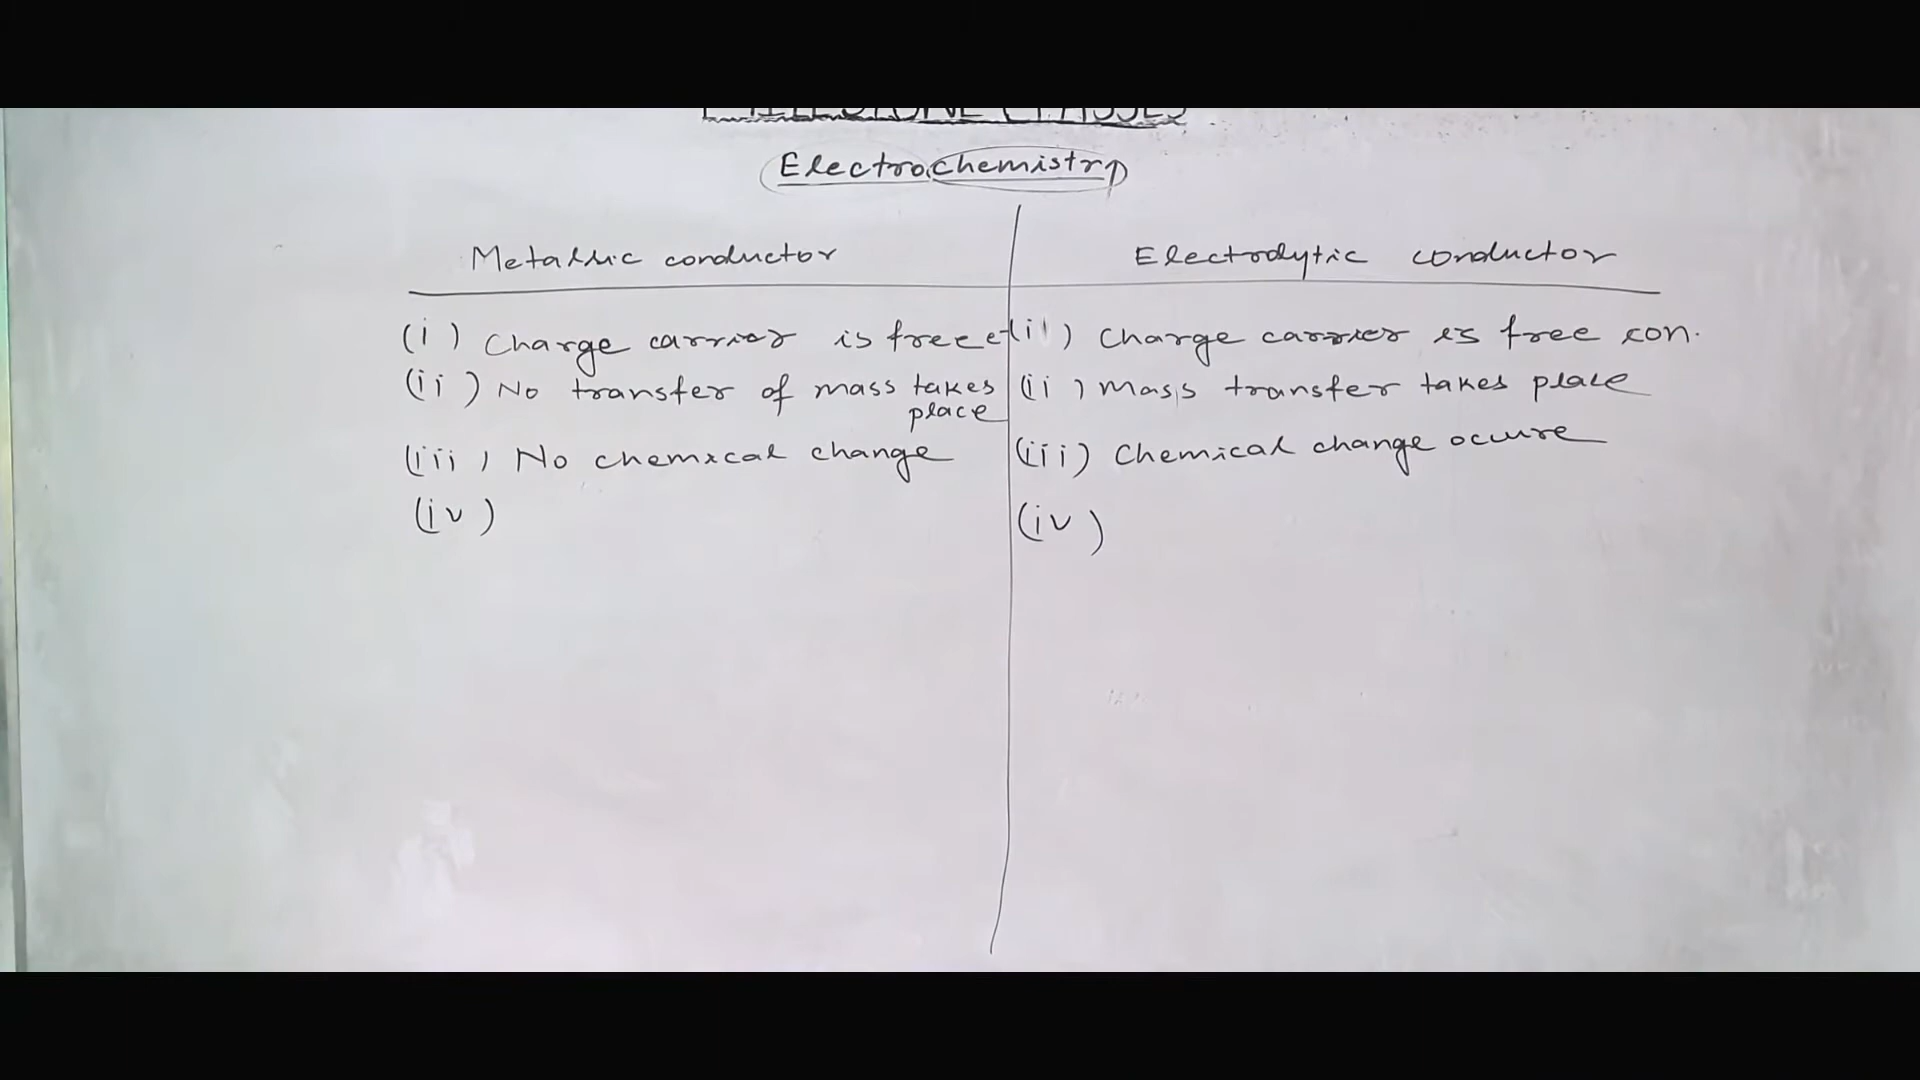 Electrochemistry
Metallic conductor
Electrolytic conductor
(i) Charge carrier is free e-
(i) Charge carrier is free ion.
(ii) No transfer of mass takes
place
(ii) Mass transfer takes place
(iii) No chemical change
(iii) Chemical change occure
(iv)
(iv)